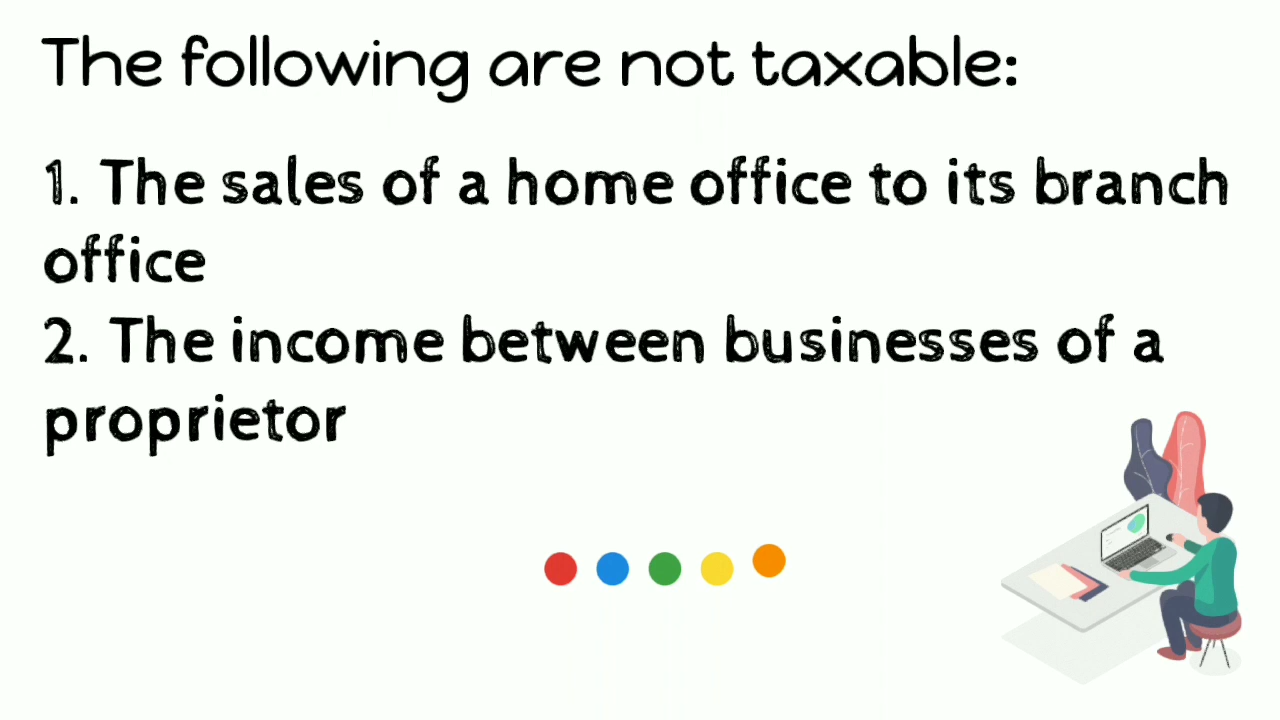 The following are not taxable:
1. The sales of a home office to its branch
office
2. The income between businesses of a
proprietor